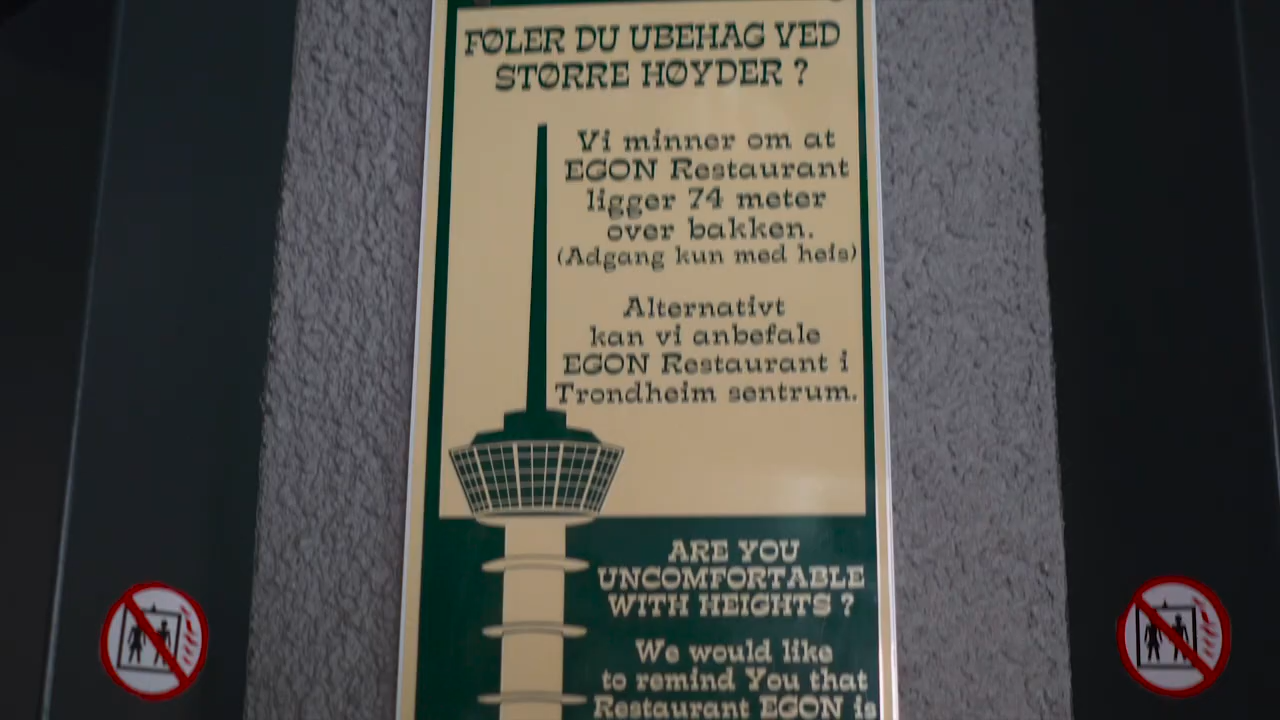 FØLER DU UBEHAG VED
STØRRE HØYDER ?
Vi minner om at
EGON Restaurant
ligger 74 meter
over bakken.
(Adgang kun med heis)
Alternativt
kan vi anbefale
EGON Restaurant i
Trondheim sentrum.
ARE YOU
UNCOMFORTABLE
WITH HEIGHTS ?
We would like
to remind You that
Restaurant EGON is